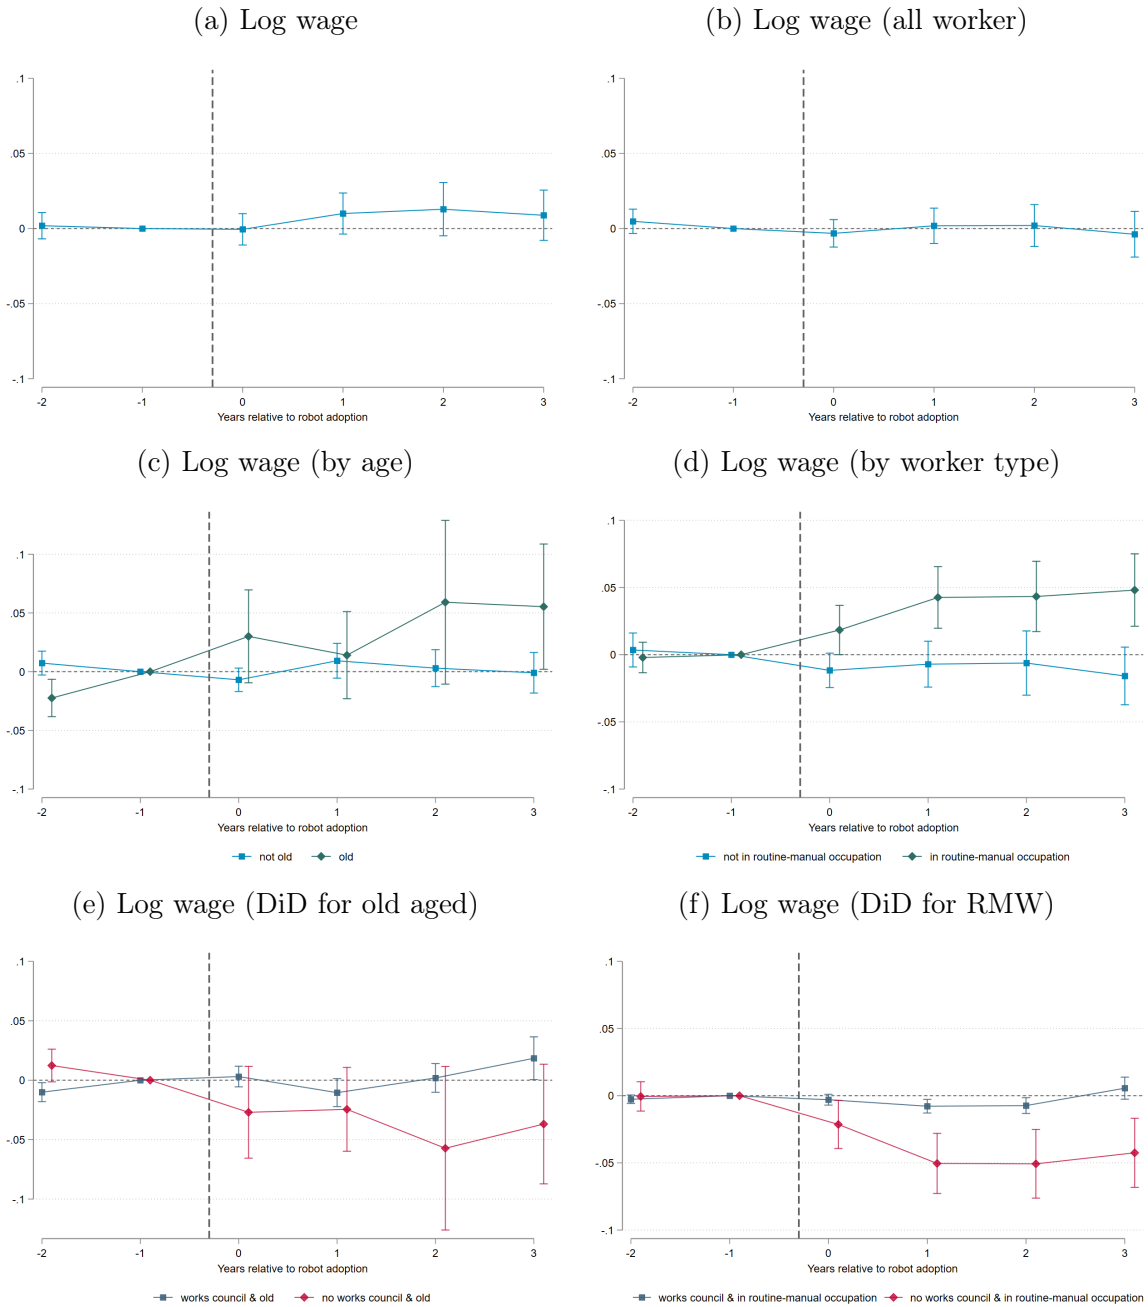 (a) Log wage
.1
.05
0
-.05
-.1
-2 -1 0 1 2 3
Years relative to robot adoption
(b) Log wage (all worker)
.1
.05
0
-.05
-.1
-2 -1 0 1 2 3
Years relative to robot adoption
(c) Log wage (by age)
.1
.05
0
-.05
-.1
-2 -1 0 1 2 3
Years relative to robot adoption
not old old
(d) Log wage (by worker type)
.1
.05
0
-.05
-.1
-2 -1 0 1 2 3
Years relative to robot adoption
not in routine-manual occupation in routine-manual occupation
(e) Log wage (DiD for old aged)
.1
.05
0
-.05
-.1
-2 -1 0 1 2 3
Years relative to robot adoption
works council & old no works council & old
(f) Log wage (DiD for RMW)
.1
.05
0
-.05
-.1
-2 -1 0 1 2 3
Years relative to robot adoption
works council & in routine-manual occupation no works council & in routine-manual occupation